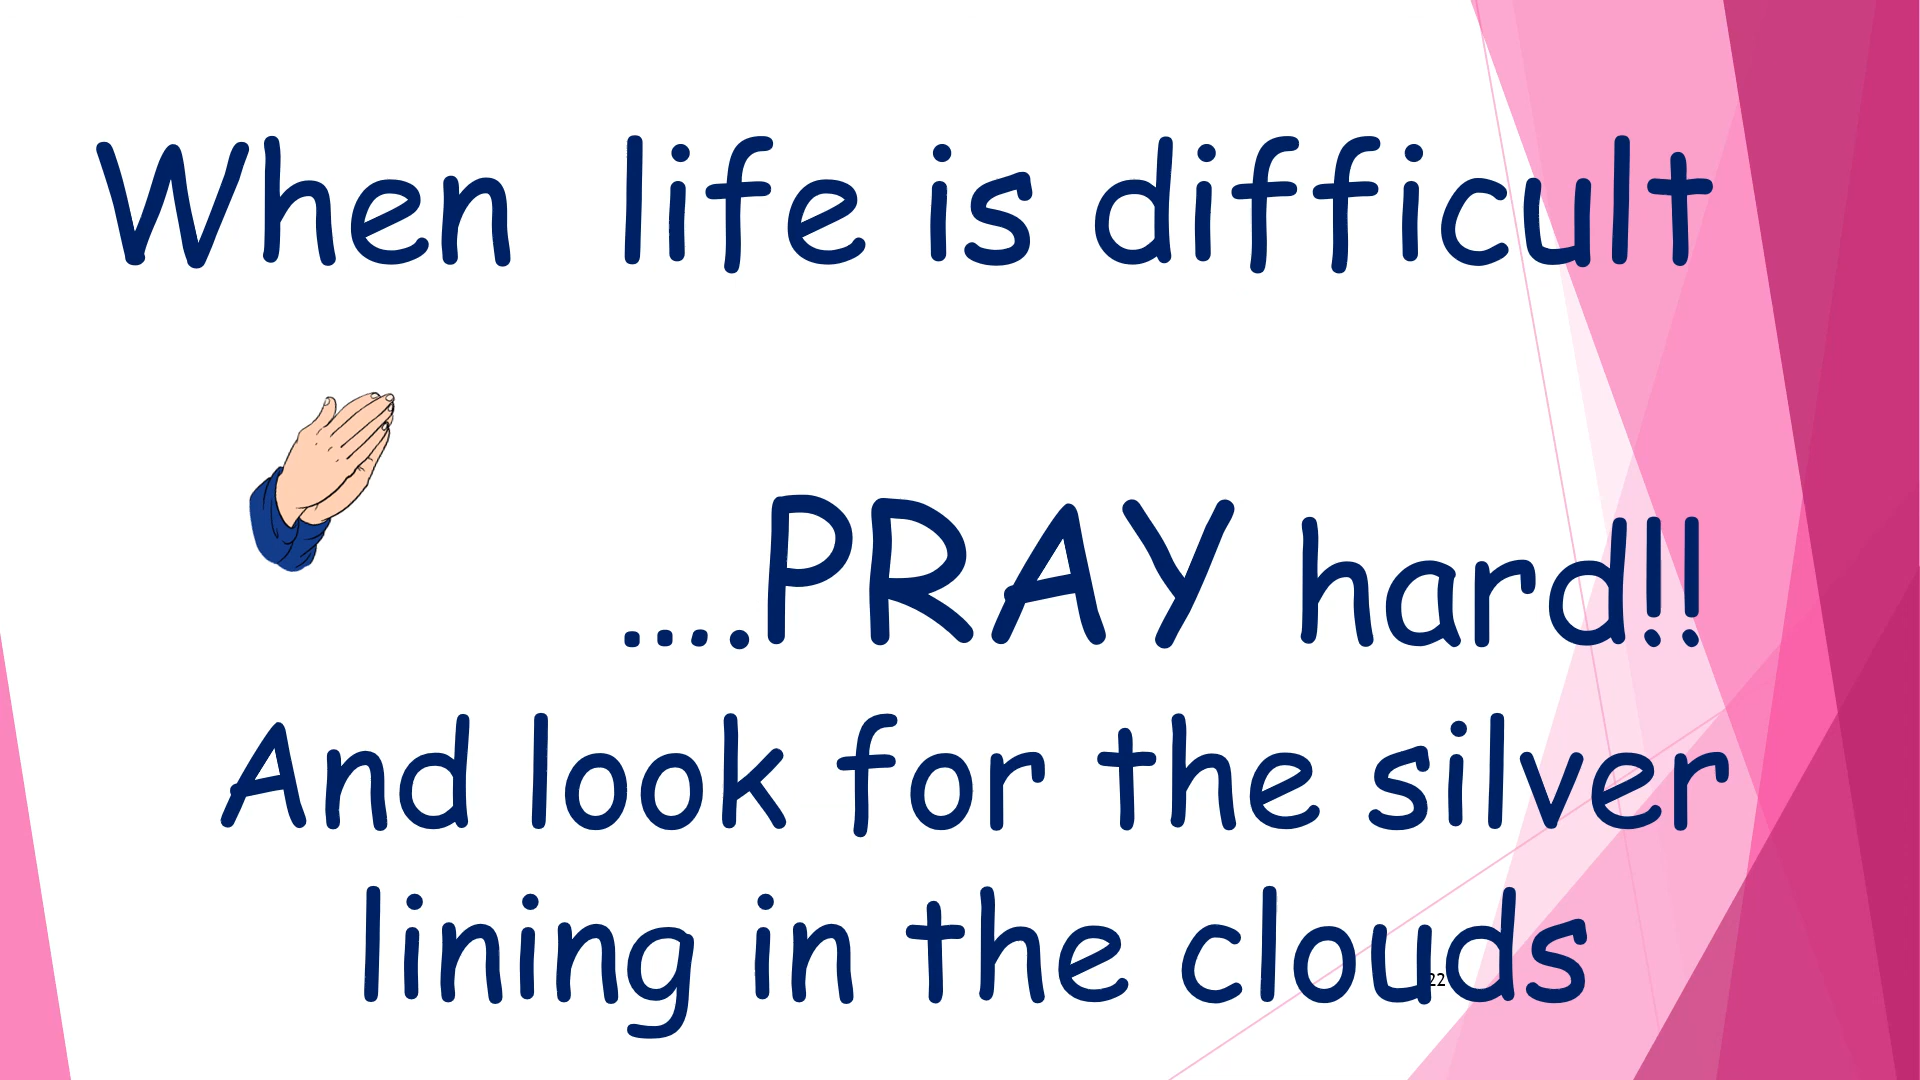 When life is difficult
....PRAY hard!!
And look for the silver
lining in the clouds
22